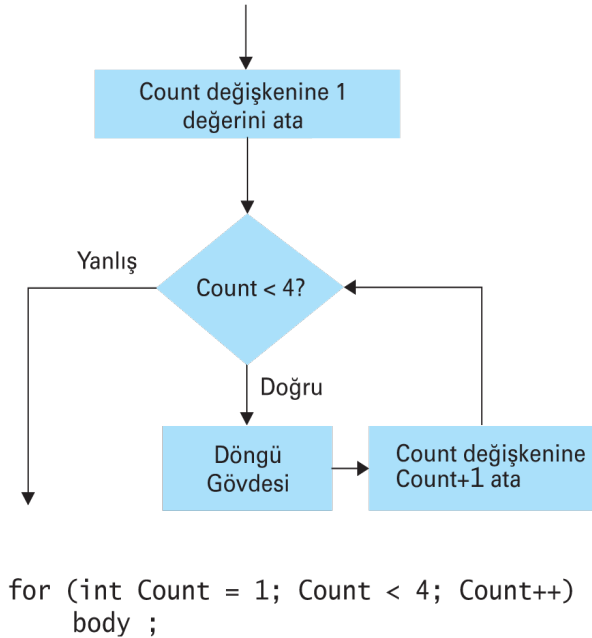 Count değişkenine 1
değerini ata
Yanlış
Count < 4?
Doğru
Döngü
Gövdesi
Count değişkenine
Count+1 ata
for (int Count = 1; Count < 4; Count++)
body ;